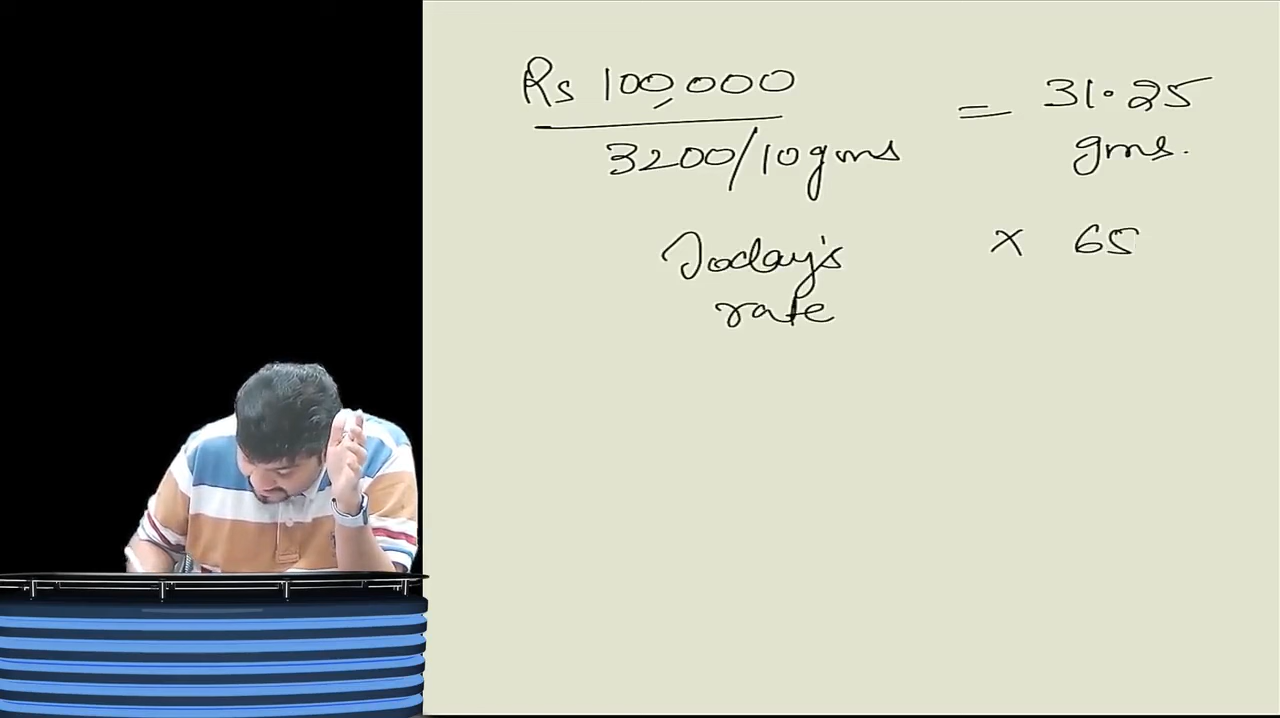 Rs 100,000
3200/10gms
= 31.25
gms.
Today's
rate
× 65